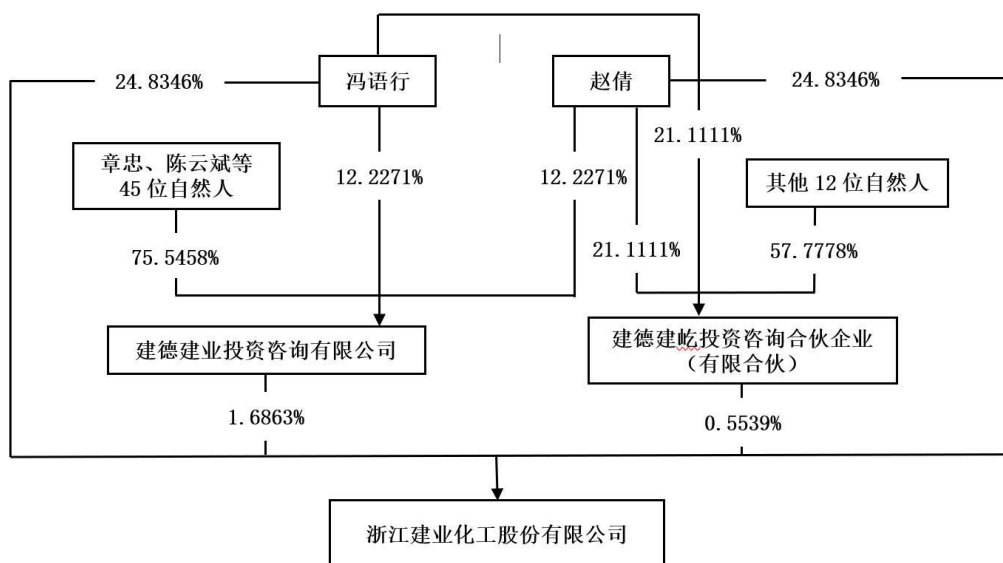 24.8346%
冯语行
赵倩
24.8346%
21.1111%
章忠、陈云斌等
45 位自然人
12.2271%
12.2271%
其他 12 位自然人
75.5458%
21.1111%
57.7778%
建德建业投资咨询有限公司
建德建屹投资咨询合伙企业
（有限合伙）
1.6863%
0.5539%
浙江建业化工股份有限公司